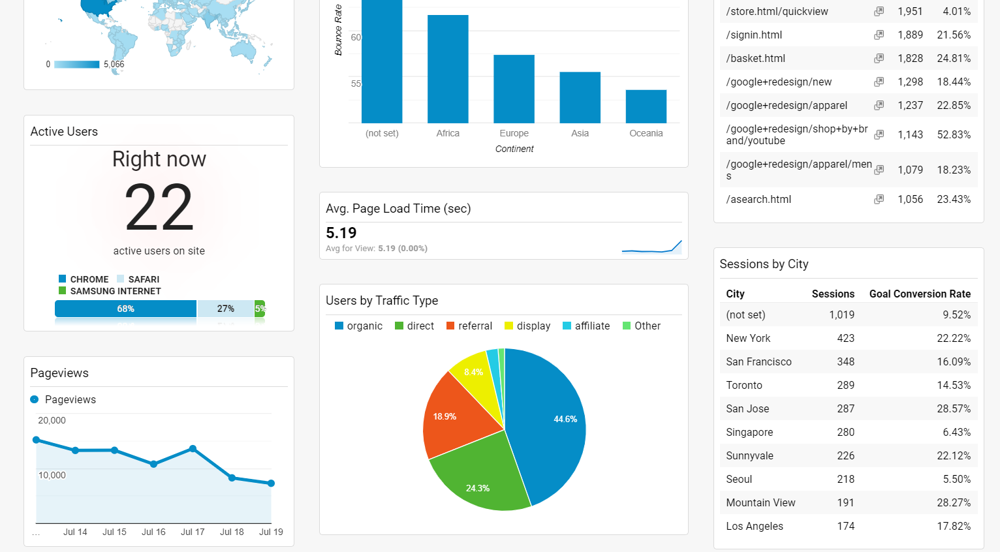 0 5,066
Active Users
Right now
22
active users on site
CHROME SAFARI
SAMSUNG INTERNET
68% 27% 5%
Pageviews
Pageviews
20,000
10,000
... Jul 14 Jul 15 Jul 16 Jul 17 Jul 18 Jul 19
Bounce Rate
60
55
(not set) Africa Europe Asia Oceania
Continent
Avg. Page Load Time (sec)
5.19
Avg for View: 5.19 (0.00%)
Users by Traffic Type
organic direct referral display affiliate Other
8.4%
18.9% 44.6%
24.3%
/store.html/quickview 1,951 4.01%
/signin.html 1,889 21.56%
/basket.html 1,828 24.81%
/google+redesign/new 1,298 18.44%
/google+redesign/apparel 1,237 22.85%
/google+redesign/shop+by+br
and/youtube 1,143 52.83%
/google+redesign/apparel/men
s 1,079 18.23%
/asearch.html 1,056 23.43%
Sessions by City
City Sessions Goal Conversion Rate
(not set) 1,019 9.52%
New York 423 22.22%
San Francisco 348 16.09%
Toronto 289 14.53%
San Jose 287 28.57%
Singapore 280 6.43%
Sunnyvale 226 22.12%
Seoul 218 5.50%
Mountain View 191 28.27%
Los Angeles 174 17.82%